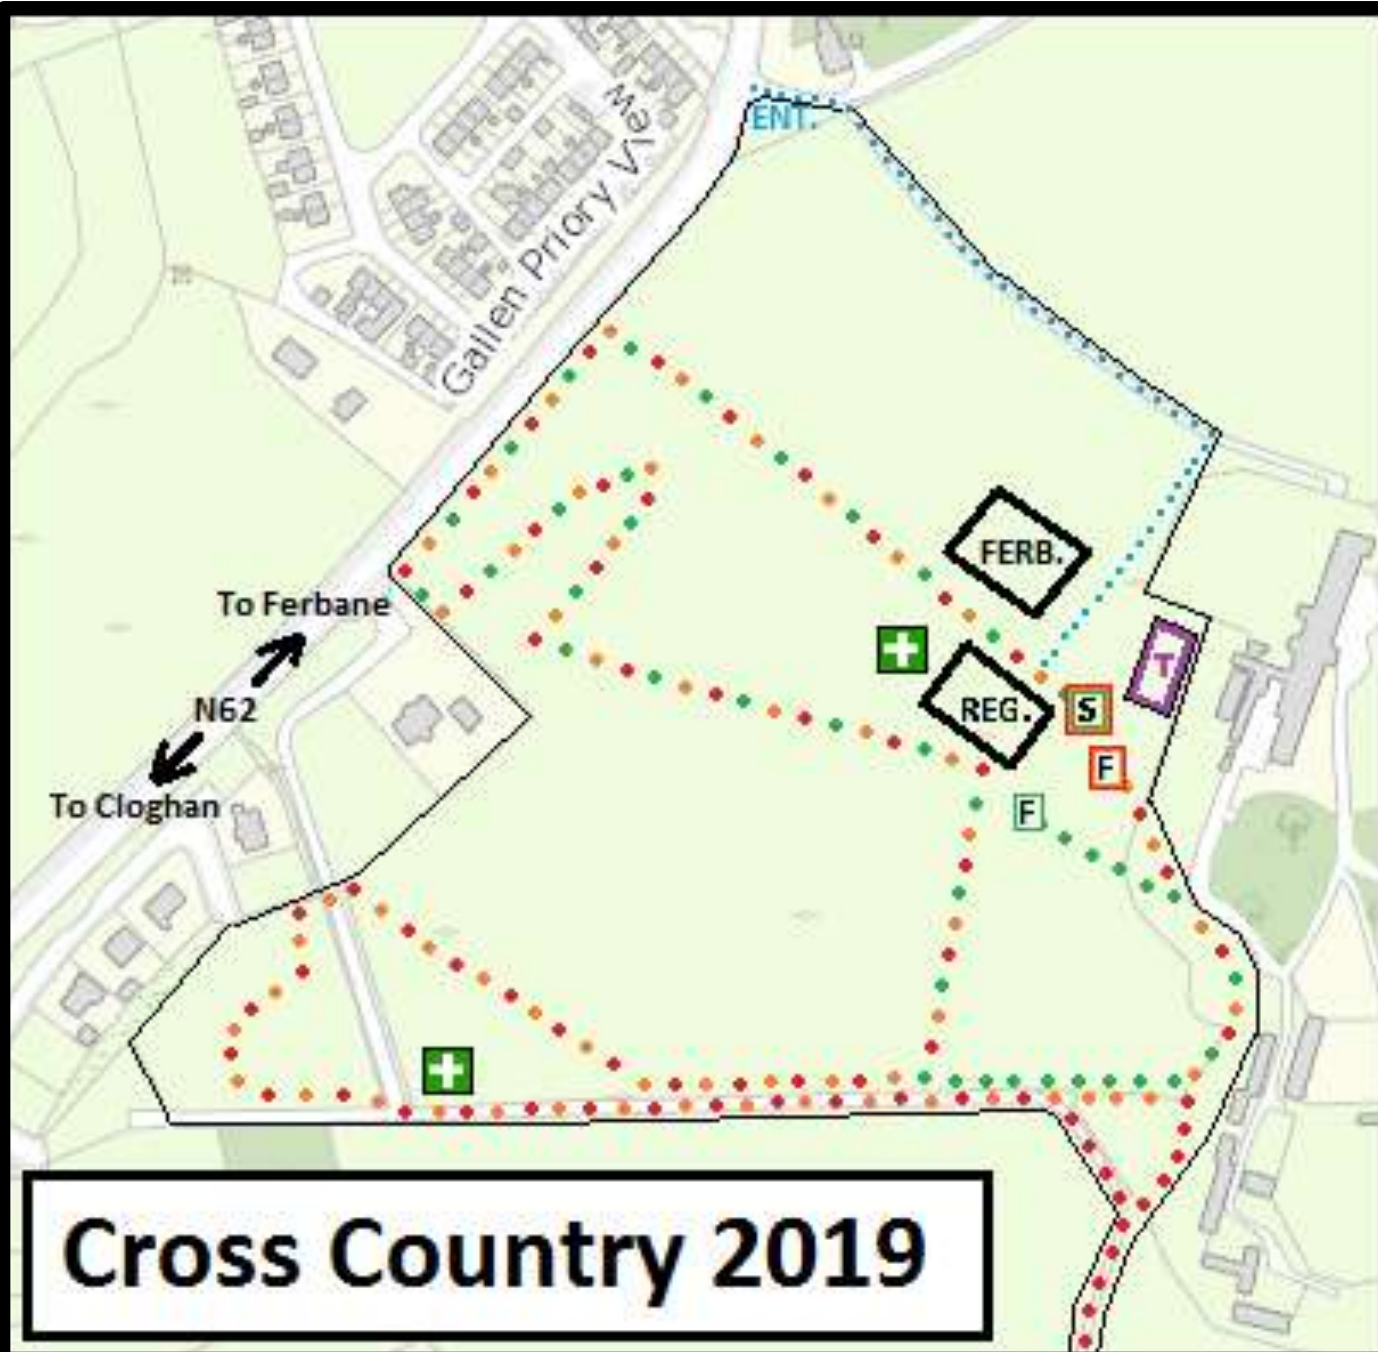 ENT.
Gallen Priory View
FERB.
To Ferbane
T
REG.
S
N62
F
To Cloghan
F
Cross Country 2019